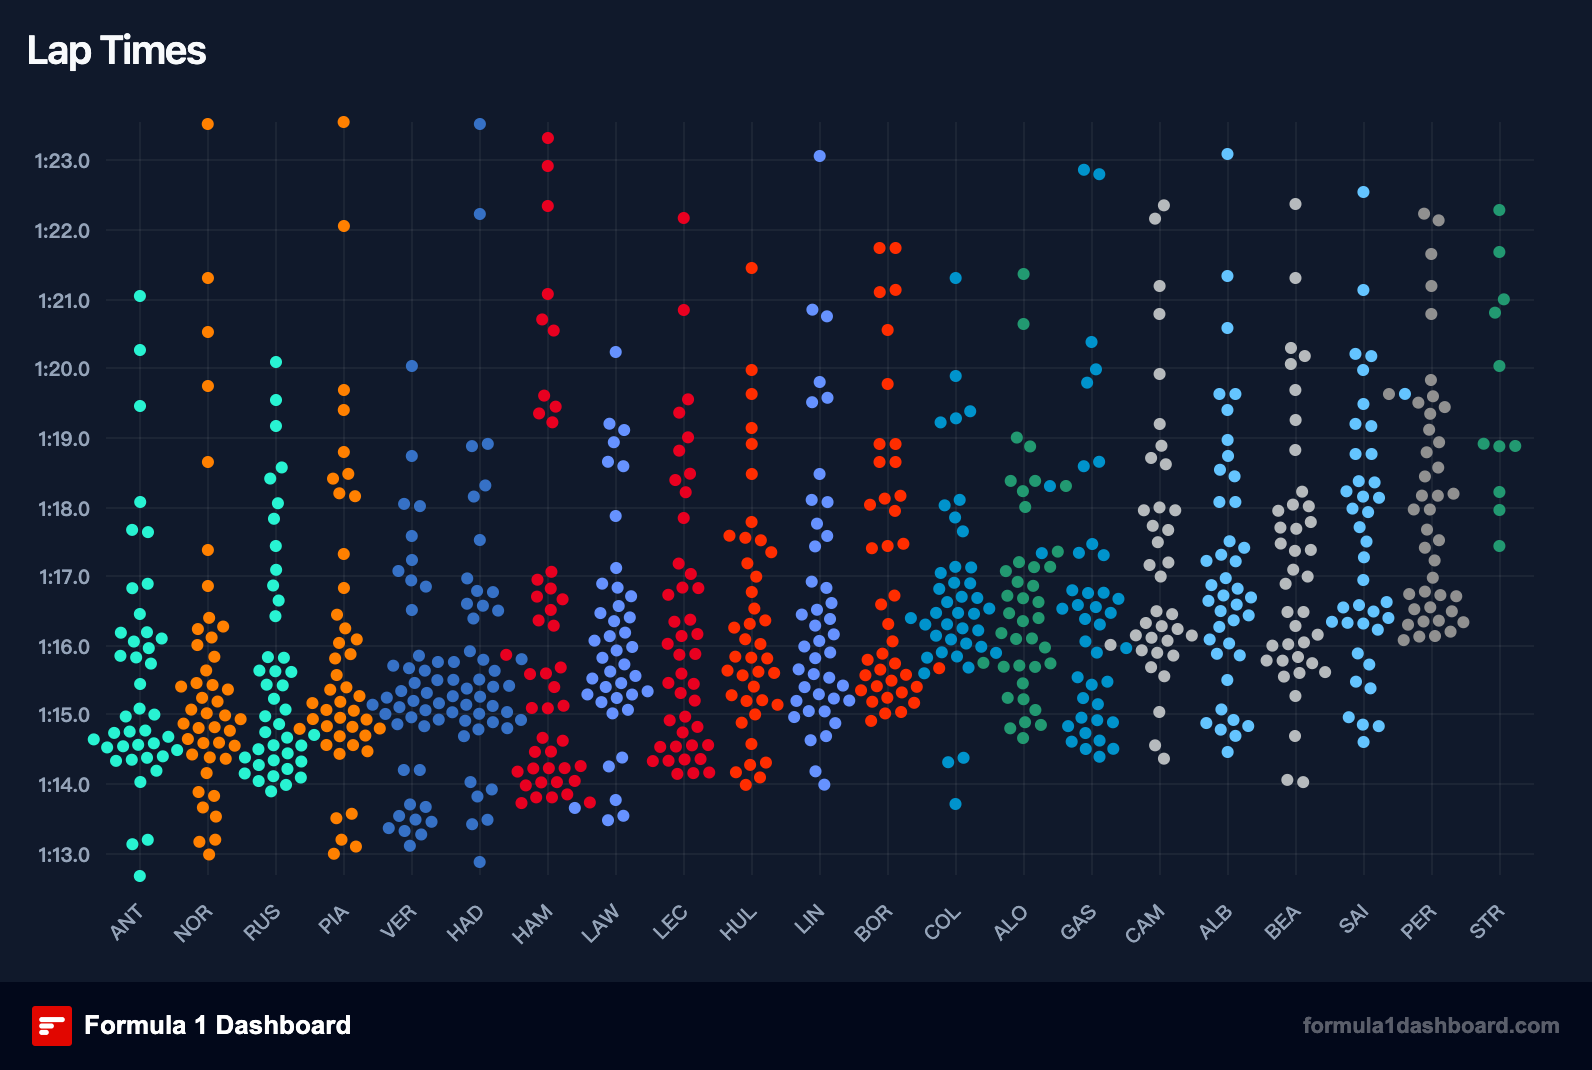 Lap Times
1:23.0
1:22.0
1:21.0
1:20.0
1:19.0
1:18.0
1:17.0
1:16.0
1:15.0
1:14.0
1:13.0
ANT
NOR
RUS
PIA
VER
HAD
HAM
LAW
LEC
HUL
LIN
BOR
COL
ALO
GAS
CAM
ALB
BEA
SAI
PER
STR
Formula 1 Dashboard
formula1dashboard.com